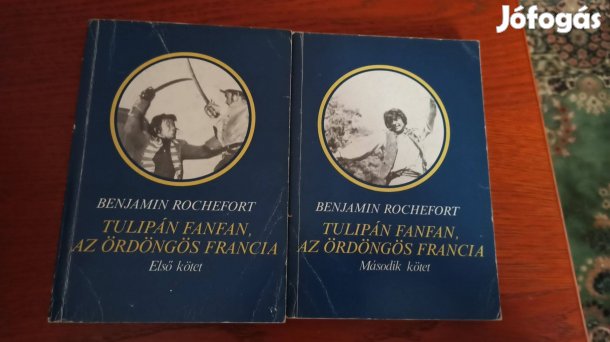 Jófogás
BENJAMIN ROCHEFORT
TULIPÁN FANFAN,
AZ ÖRDÖNGÖS FRANCIA
Első kötet
BENJAMIN ROCHEFORT
TULIPÁN FANFAN,
AZ ÖRDÖNGÖS FRANCIA
Második kötet